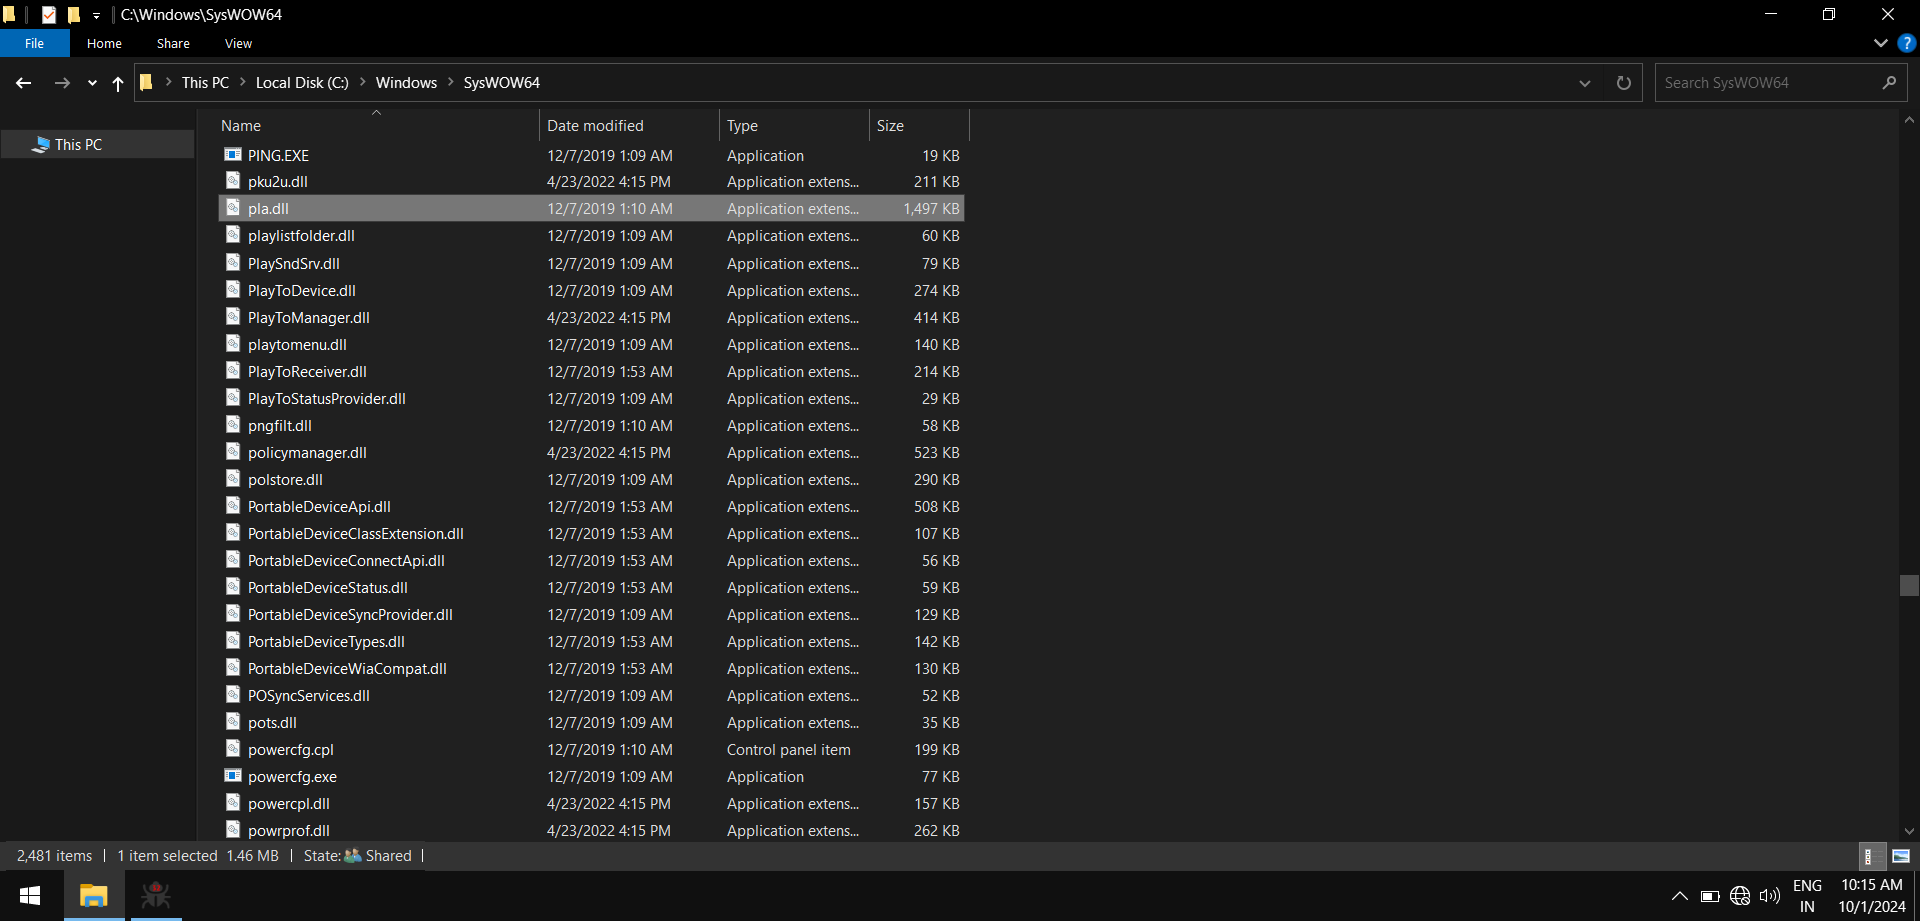 C:\Windows\SysWOW64
File Home Share View
?
This PC Local Disk (C:) Windows SysWOW64 Search SysWOW64
This PC
Name Date modified Type Size
PING.EXE 12/7/2019 1:09 AM Application 19 KB
pku2u.dll 4/23/2022 4:15 PM Application extens... 211 KB
pla.dll 12/7/2019 1:10 AM Application extens... 1,497 KB
playlistfolder.dll 12/7/2019 1:09 AM Application extens... 60 KB
PlaySndSrv.dll 12/7/2019 1:09 AM Application extens... 79 KB
PlayToDevice.dll 12/7/2019 1:09 AM Application extens... 274 KB
PlayToManager.dll 4/23/2022 4:15 PM Application extens... 414 KB
playtomenu.dll 12/7/2019 1:09 AM Application extens... 140 KB
PlayToReceiver.dll 12/7/2019 1:53 AM Application extens... 214 KB
PlayToStatusProvider.dll 12/7/2019 1:09 AM Application extens... 29 KB
pngfilt.dll 12/7/2019 1:10 AM Application extens... 58 KB
policymanager.dll 4/23/2022 4:15 PM Application extens... 523 KB
polstore.dll 12/7/2019 1:09 AM Application extens... 290 KB
PortableDeviceApi.dll 12/7/2019 1:53 AM Application extens... 508 KB
PortableDeviceClassExtension.dll 12/7/2019 1:53 AM Application extens... 107 KB
PortableDeviceConnectApi.dll 12/7/2019 1:53 AM Application extens... 56 KB
PortableDeviceStatus.dll 12/7/2019 1:53 AM Application extens... 59 KB
PortableDeviceSyncProvider.dll 12/7/2019 1:09 AM Application extens... 129 KB
PortableDeviceTypes.dll 12/7/2019 1:53 AM Application extens... 142 KB
PortableDeviceWiaCompat.dll 12/7/2019 1:53 AM Application extens... 130 KB
POSyncServices.dll 12/7/2019 1:09 AM Application extens... 52 KB
pots.dll 12/7/2019 1:09 AM Application extens... 35 KB
powercfg.cpl 12/7/2019 1:10 AM Control panel item 199 KB
powercfg.exe 12/7/2019 1:09 AM Application 77 KB
powercpl.dll 4/23/2022 4:15 PM Application extens... 157 KB
powrprof.dll 4/23/2022 4:15 PM Application extens... 262 KB
2,481 items 1 item selected 1.46 MB State: Shared
ENG 10:15 AM
IN 10/1/2024